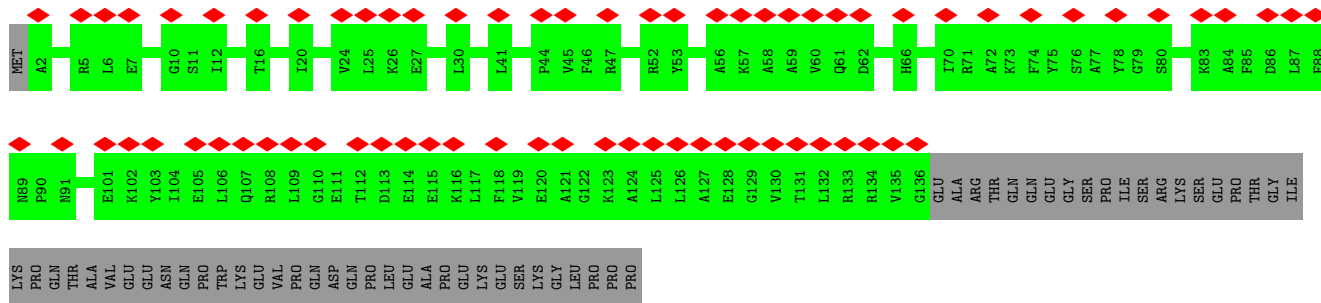 MET A2 R5 L6 E7 G10 S11 I12 T16 I20 V24 L25 K26 E27 L30 L41 P44 V45 F46 R47 R52 Y53 A56 K57 A58 A59 V60 Q61 D62 H66 I70 R71 A72 K73 F74 Y75 S76 A77 Y78 G79 S80 K83 A84 F85 D86 L87
N89 P90 N91 E101 K102 Y103 I104 E105 L106 Q107 R108 L109 G110 E111 T112 D113 E114 E115 K116 L117 F118 V119 E120 A121 G122 K123 A124 L125 L126 A127 E128 G129 V130 T131 L132 R133 R134 V135 G136 GLU ALA ARG THR GLN GLN GLU GLY SER PRO ILE SER ARG LYS SER GLU PRO THR GLY ILE
LYS PRO GLN THR ALA VAL GLU GLU ASN GLN PRO TRP LYS GLU VAL PRO GLN ASP GLN PRO LEU GLU ALA PRO GLU LYS GLU SER LYS GLY LEU PRO PRO PRO